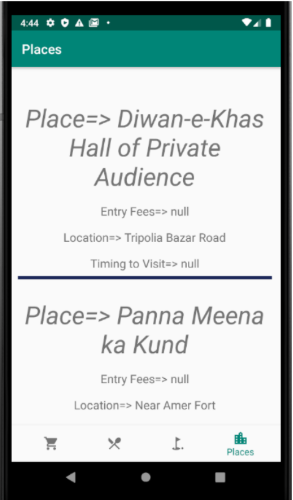 4:44
Places
Place=> Diwan-e-Khas
Hall of Private
Audience
Entry Fees=> null
Location=> Tripolia Bazar Road
Timing to Visit=> null
Place=> Panna Meena
ka Kund
Entry Fees=> null
Location=> Near Amer Fort
Places